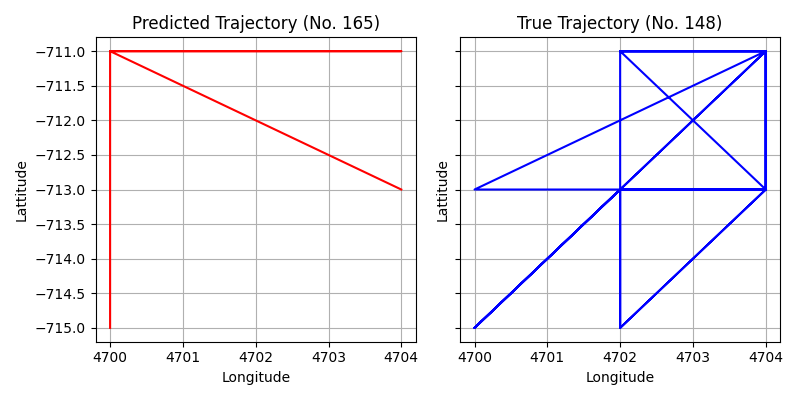 Predicted Trajectory (No. 165)
True Trajectory (No. 148)
Lattitude
−711.0
−711.5
−712.0
−712.5
−713.0
−713.5
−714.0
−714.5
−715.0
4700 4701 4702 4703 4704
Longitude
Lattitude
4700 4701 4702 4703 4704
Longitude